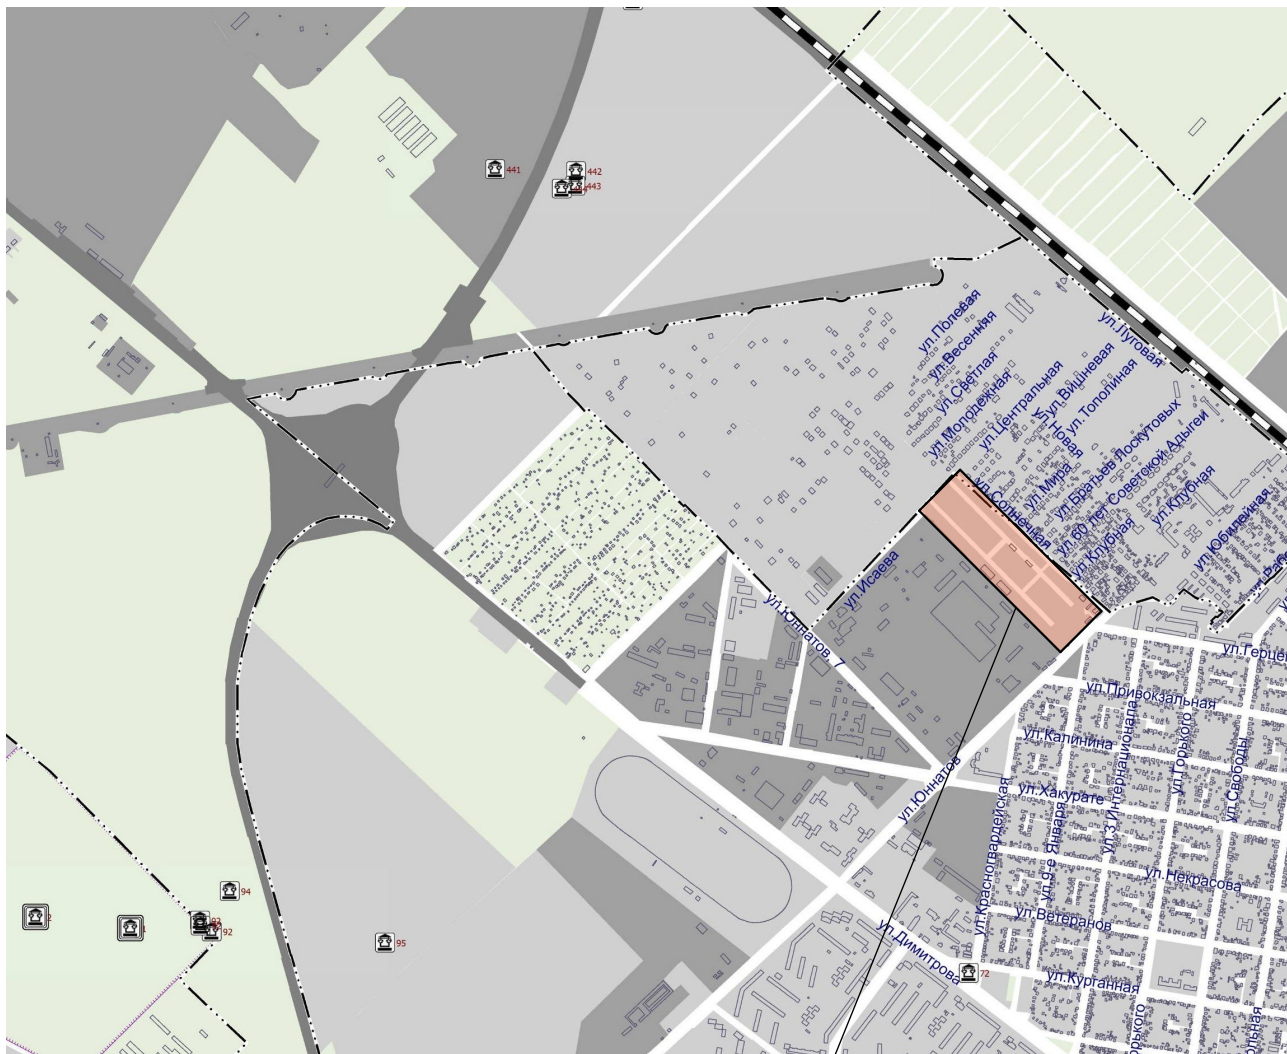 441
442
443
ул.Полевая
ул.Весенняя
ул.Светлая
ул.Молодежная
ул.Центральная
ул.Вишневая
ул.Луговая
ул.Новая
ул.Тополиная
ул.Солнечная
ул.Мира
ул.Братьев Лоскутовых
ул.60 лет Советской Адыгеи
ул.Клубная
ул.Клубная
ул.Юбилейная
ул.Исаева
ул.Юннатов, 7
ул.Герце
ул.Привокзальная
ул.Калинина
ул.3 Интернационала
ул.Горького
ул.Свободы
ул.Юннатов
ул.Хакурате
ул.Красногвардейская
ул.9-е Января
ул.Некрасова
ул.Ветеранов
ул.Димитрова
ул.Курганная
94
92
95
72